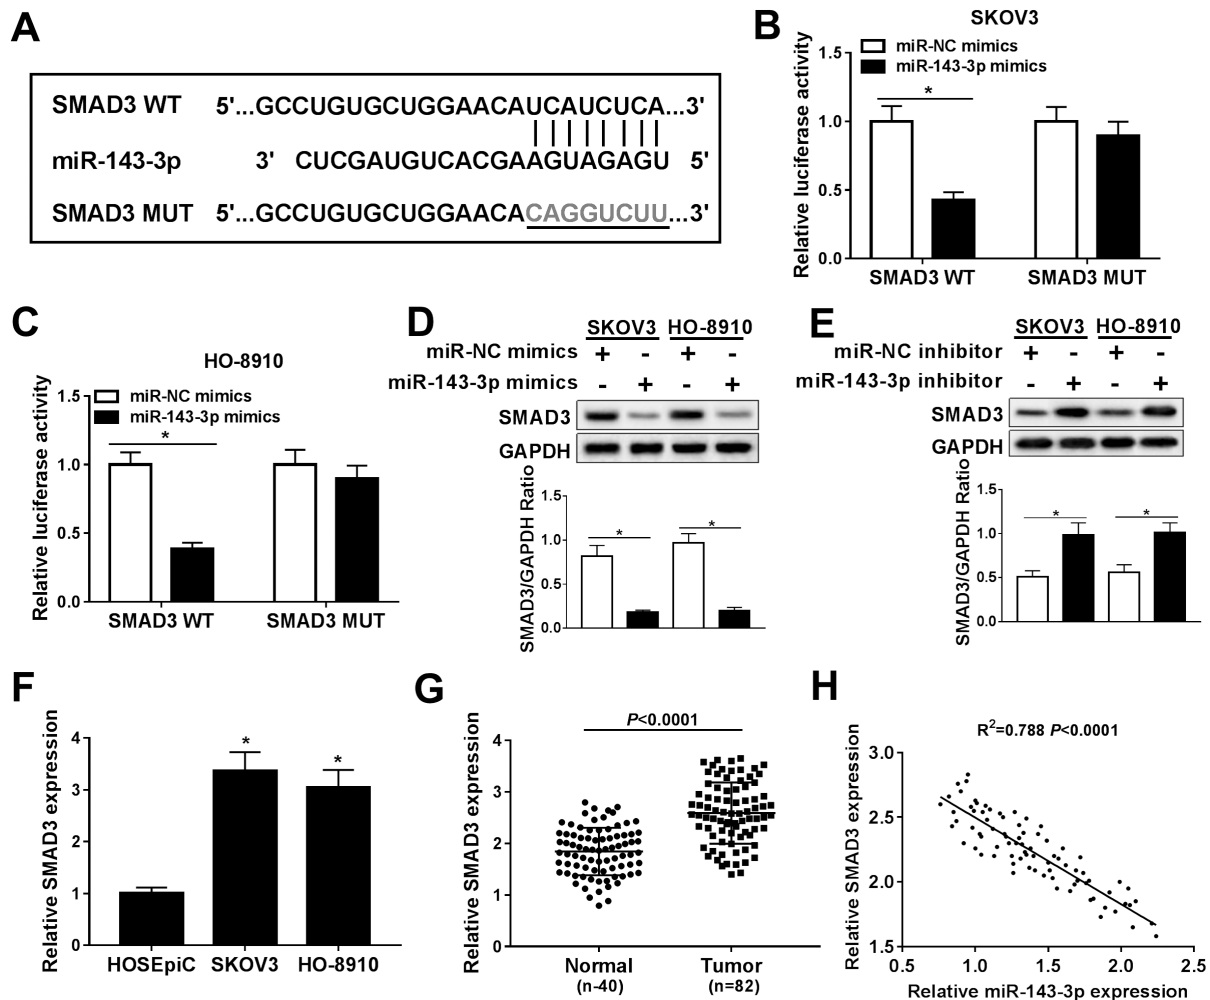 A
SMAD3 WT 5'...GCCUGUGCUGGAACAUCAUCUCA...3'
miR-143-3p 3' CUCGAUGUCACGAAGUAGAGU 5'
SMAD3 MUT 5'...GCCUGUGCUGGAACACAGGUCUU...3'
B
SKOV3
miR-NC mimics
miR-143-3p mimics
Relative luciferase activity
1.5
1.0
0.5
0.0
*
SMAD3 WT SMAD3 MUT
C
HO-8910
miR-NC mimics
miR-143-3p mimics
Relative luciferase activity
1.5
1.0
0.5
0.0
*
SMAD3 WT SMAD3 MUT
D
SKOV3 HO-8910
miR-NC mimics + - + -
miR-143-3p mimics - + - +
SMAD3
GAPDH
SMAD3/GAPDH Ratio
1.5
1.0
0.5
0.0
* *
E
SKOV3 HO-8910
miR-NC inhibitor + - + -
miR-143-3p inhibitor - + - +
SMAD3
GAPDH
SMAD3/GAPDH Ratio
1.5
1.0
0.5
0.0
* *
F
Relative SMAD3 expression
4
3
2
1
0
* *
HOSEpiC SKOV3 HO-8910
G
P<0.0001
Relative SMAD3 expression
4
3
2
1
0
Normal Tumor
(n-40) (n=82)
H
R²=0.788 P<0.0001
Relative SMAD3 expression
3.0
2.5
2.0
1.5
0.5 1.0 1.5 2.0 2.5
Relative miR-143-3p expression